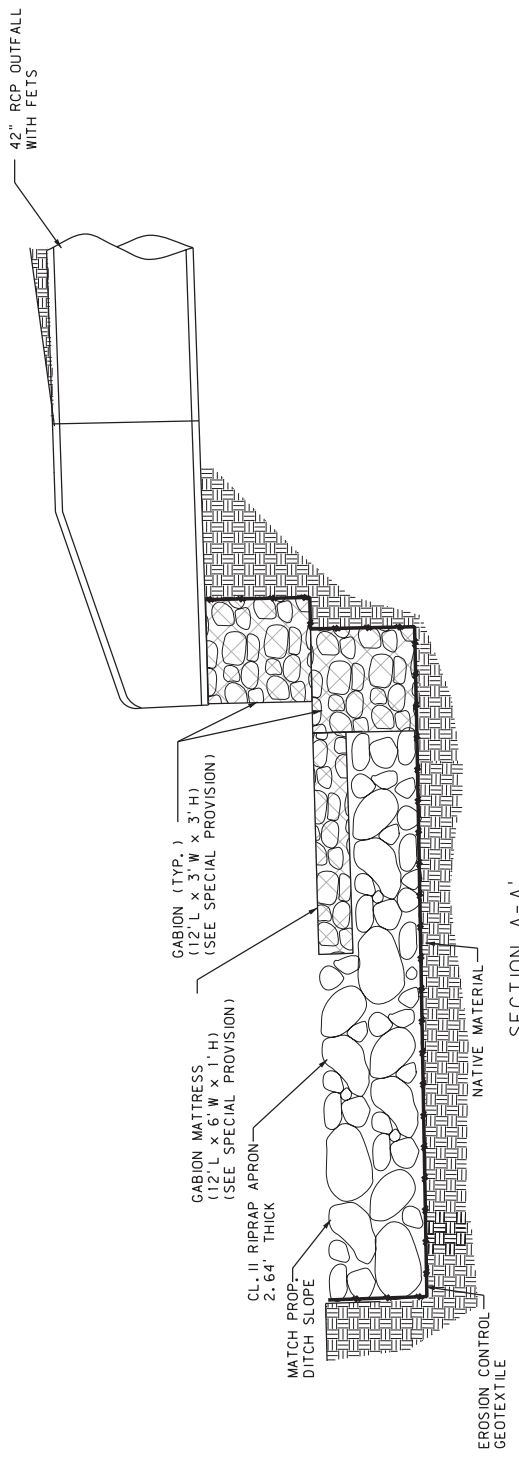 42" RCP OUTFALL
WITH FETS
GABION (TYP.)
(12'L x 3'W x 3'H)
(SEE SPECIAL PROVISION)
GABION MATTRESS
(12'L x 6'W x 1'H)
(SEE SPECIAL PROVISION)
CL. II RIPRAP APRON
2.64' THICK
MATCH PROP.
DITCH SLOPE
EROSION CONTROL
GEOTEXTILE
NATIVE MATERIAL
SECTION A-A'